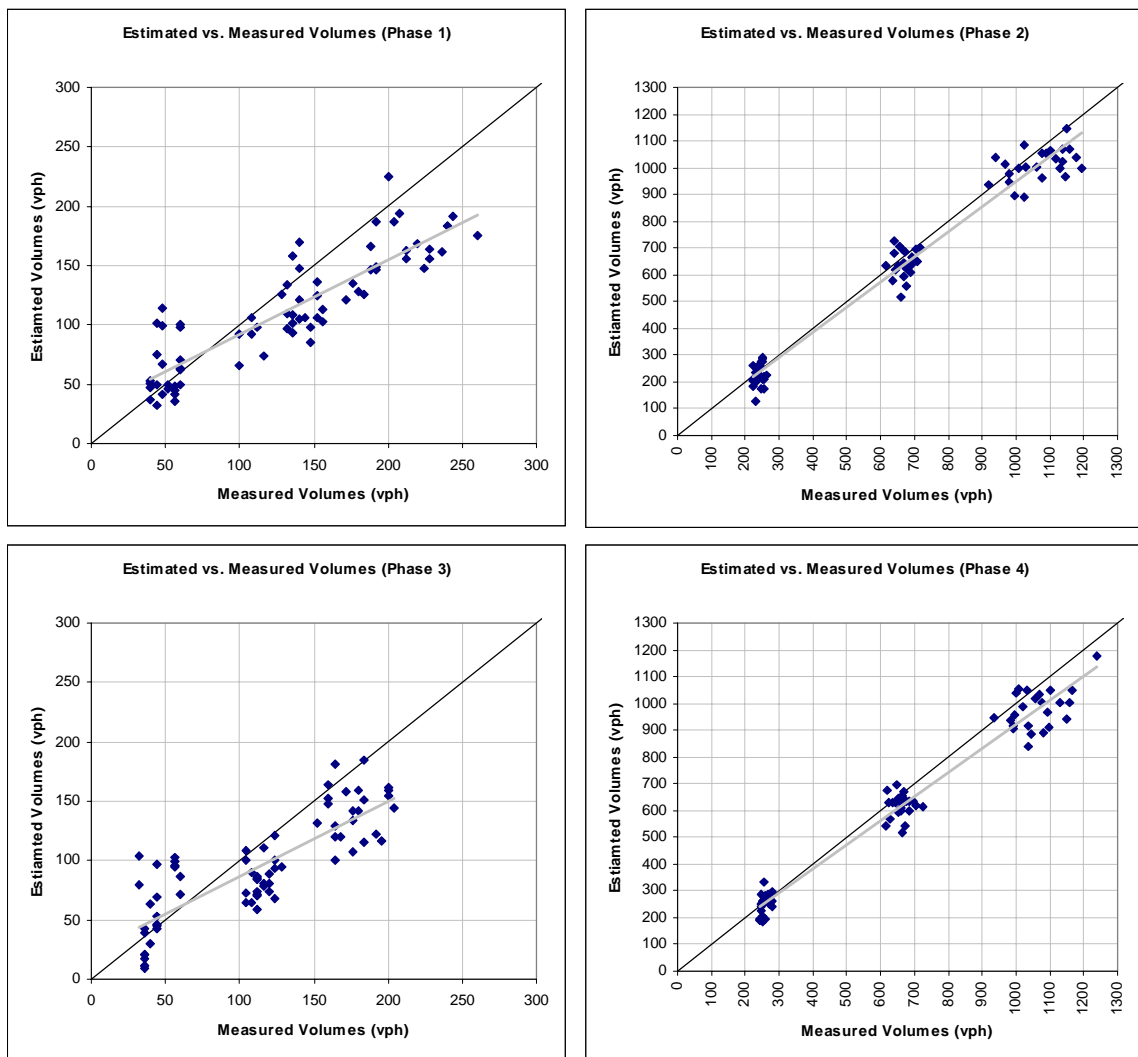 Estimated vs. Measured Volumes (Phase 1)
300
250
200
150
100
50
0
Estiamted Volumes (vph)
0 50 100 150 200 250 300
Measured Volumes (vph)
Estimated vs. Measured Volumes (Phase 2)
1300
1200
1100
1000
900
800
700
600
500
400
300
200
100
0
Estiamted Volumes (vph)
0 100 200 300 400 500 600 700 800 900 1000 1100 1200 1300
Measured Volumes (vph)
Estimated vs. Measured Volumes (Phase 3)
300
250
200
150
100
50
0
Estiamted Volumes (vph)
0 50 100 150 200 250 300
Measured Volumes (vph)
Estimated vs. Measured Volumes (Phase 4)
1300
1200
1100
1000
900
800
700
600
500
400
300
200
100
0
Estiamted Volumes (vph)
0 100 200 300 400 500 600 700 800 900 1000 1100 1200 1300
Measured Volumes (vph)